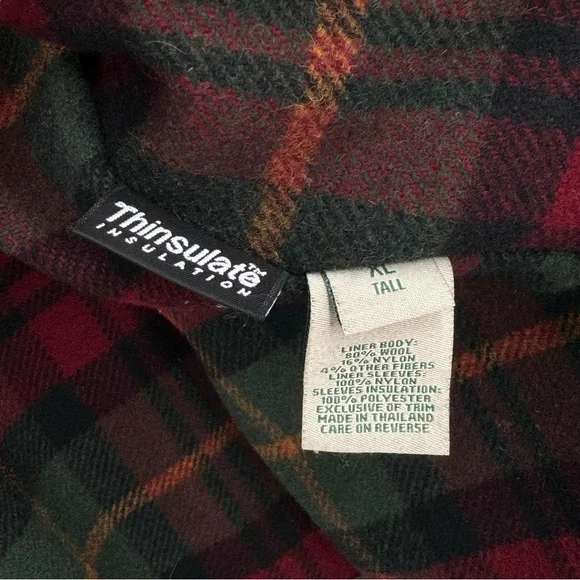 Thinsulate™
INSULATION
XL
TALL
LINER BODY:
80% WOOL
16% NYLON
4% OTHER FIBERS
LINER SLEEVES:
100% NYLON
SLEEVES INSULATION:
100% POLYESTER
EXCLUSIVE OF TRIM
MADE IN THAILAND
CARE ON REVERSE